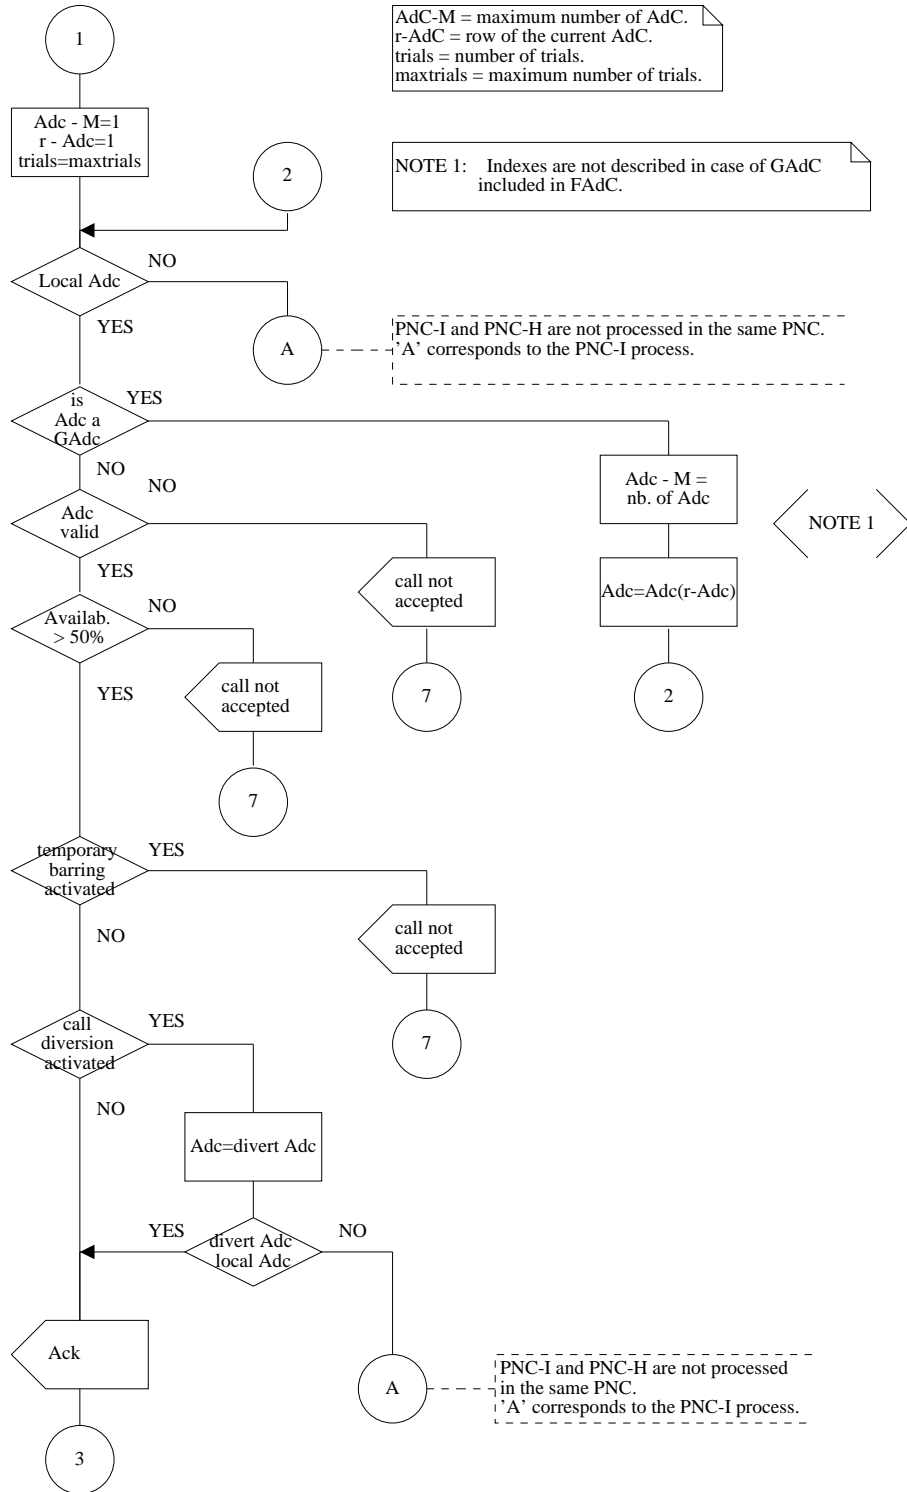 1
AdC-M = maximum number of AdC.
r-AdC = row of the current AdC.
trials = number of trials.
maxtrials = maximum number of trials.
Adc - M=1
r - Adc=1
trials=maxtrials
2
NOTE 1: Indexes are not described in case of GAdC
included in FAdC.
Local Adc
NO
YES
A
PNC-I and PNC-H are not processed in the same PNC.
'A' corresponds to the PNC-I process.
is
Adc a
GAdc
YES
NO
Adc - M =
nb. of Adc
NOTE 1
Adc
valid
NO
YES
call not
accepted
Adc=Adc(r-Adc)
Availab.
> 50%
NO
YES
call not
accepted
7
2
7
temporary
barring
activated
YES
NO
call not
accepted
7
call
diversion
activated
YES
NO
Adc=divert Adc
divert Adc
local Adc
YES
NO
Ack
A
PNC-I and PNC-H are not processed
in the same PNC.
'A' corresponds to the PNC-I process.
3